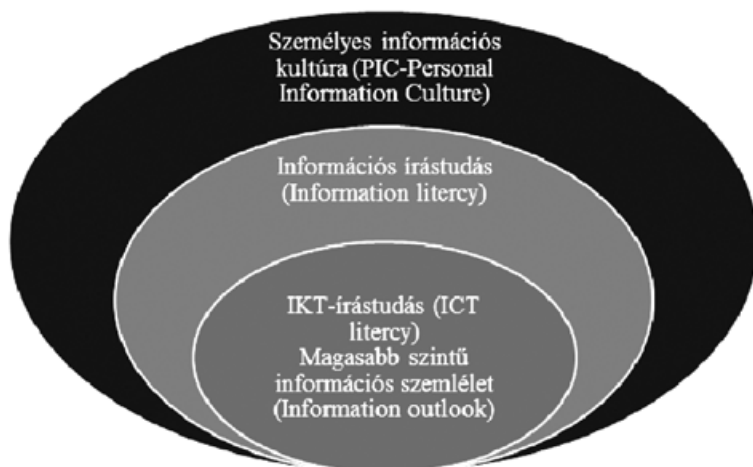 Személyes információs
kultúra (PIC-Personal
Information Culture)
Információs írástudás
(Information litercy)
IKT-írástudás (ICT
litercy)
Magasabb szintű
információs szemlélet
(Information outlook)